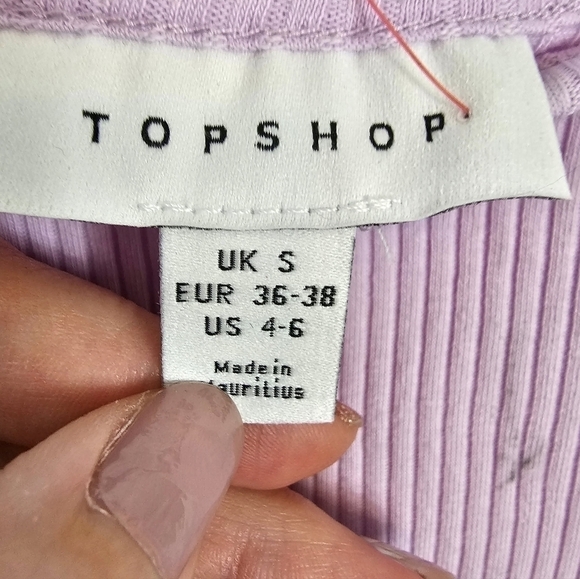 TOPSHOP
UK S
EUR 36-38
US 4-6
Made in
Mauritius